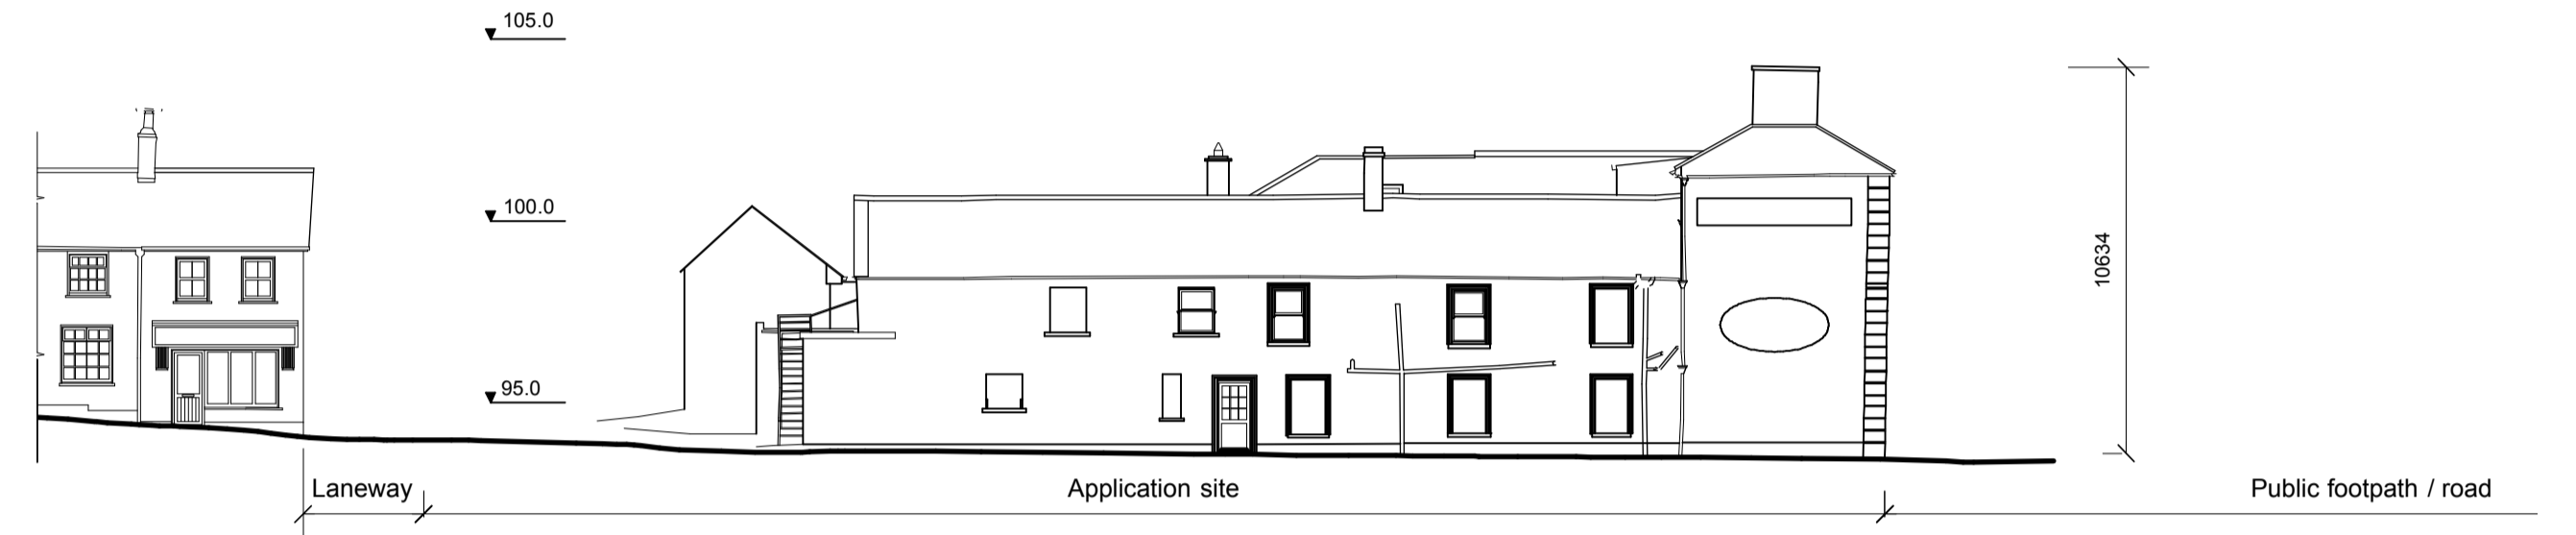 105.0
100.0
95.0
10634
Laneway
Application site
Public footpath / road